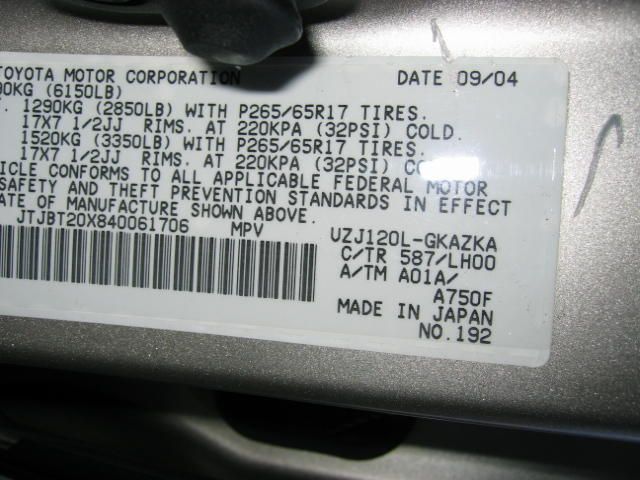 TOYOTA MOTOR CORPORATION DATE 09/04
90KG (6150LB)
1290KG (2850LB) WITH P265/65R17 TIRES.
17X7 1/2JJ RIMS. AT 220KPA (32PSI) COLD.
1520KG (3350LB) WITH P265/65R17 TIRES.
17X7 1/2JJ RIMS. AT 220KPA (32PSI) CO
ICLE CONFORMS TO ALL APPLICABLE FEDERAL MOTOR
SAFETY AND THEFT PREVENTION STANDARDS IN EFFECT
ATE OF MANUFACTURE SHOWN ABOVE.
JTJBT20X840061706 MPV
UZJ120L-GKAZKA
C/TR 587/LH00
A/TM A01A/
A750F
MADE IN JAPAN
NO.192